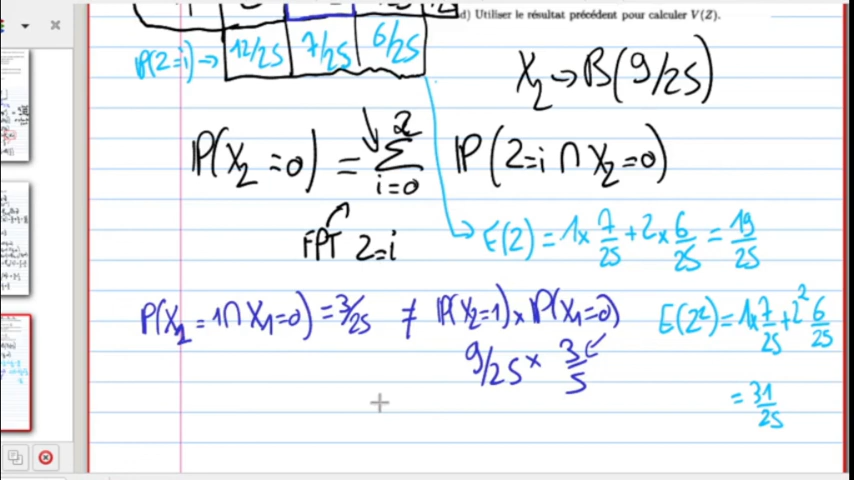 d) Utiliser le résultat précédent pour calculer V(Z).
P(Z=i) → 12/25 7/25 6/25
X₂ → B(9/25)
P(X₂=0) = Σ_{i=0}^{2} P(Z=i ∩ X₂=0)
FPT Z=i
E(Z) = 1 × 7/25 + 2 × 6/25 = 19/25
P(X₂=1 ∩ X₁=0) = 3/25 ≠ P(X₂=1) × P(X₁=0)
9/25 × 3/5
E(Z²) = 1 × 7/25 + 2² 6/25
= 31/25